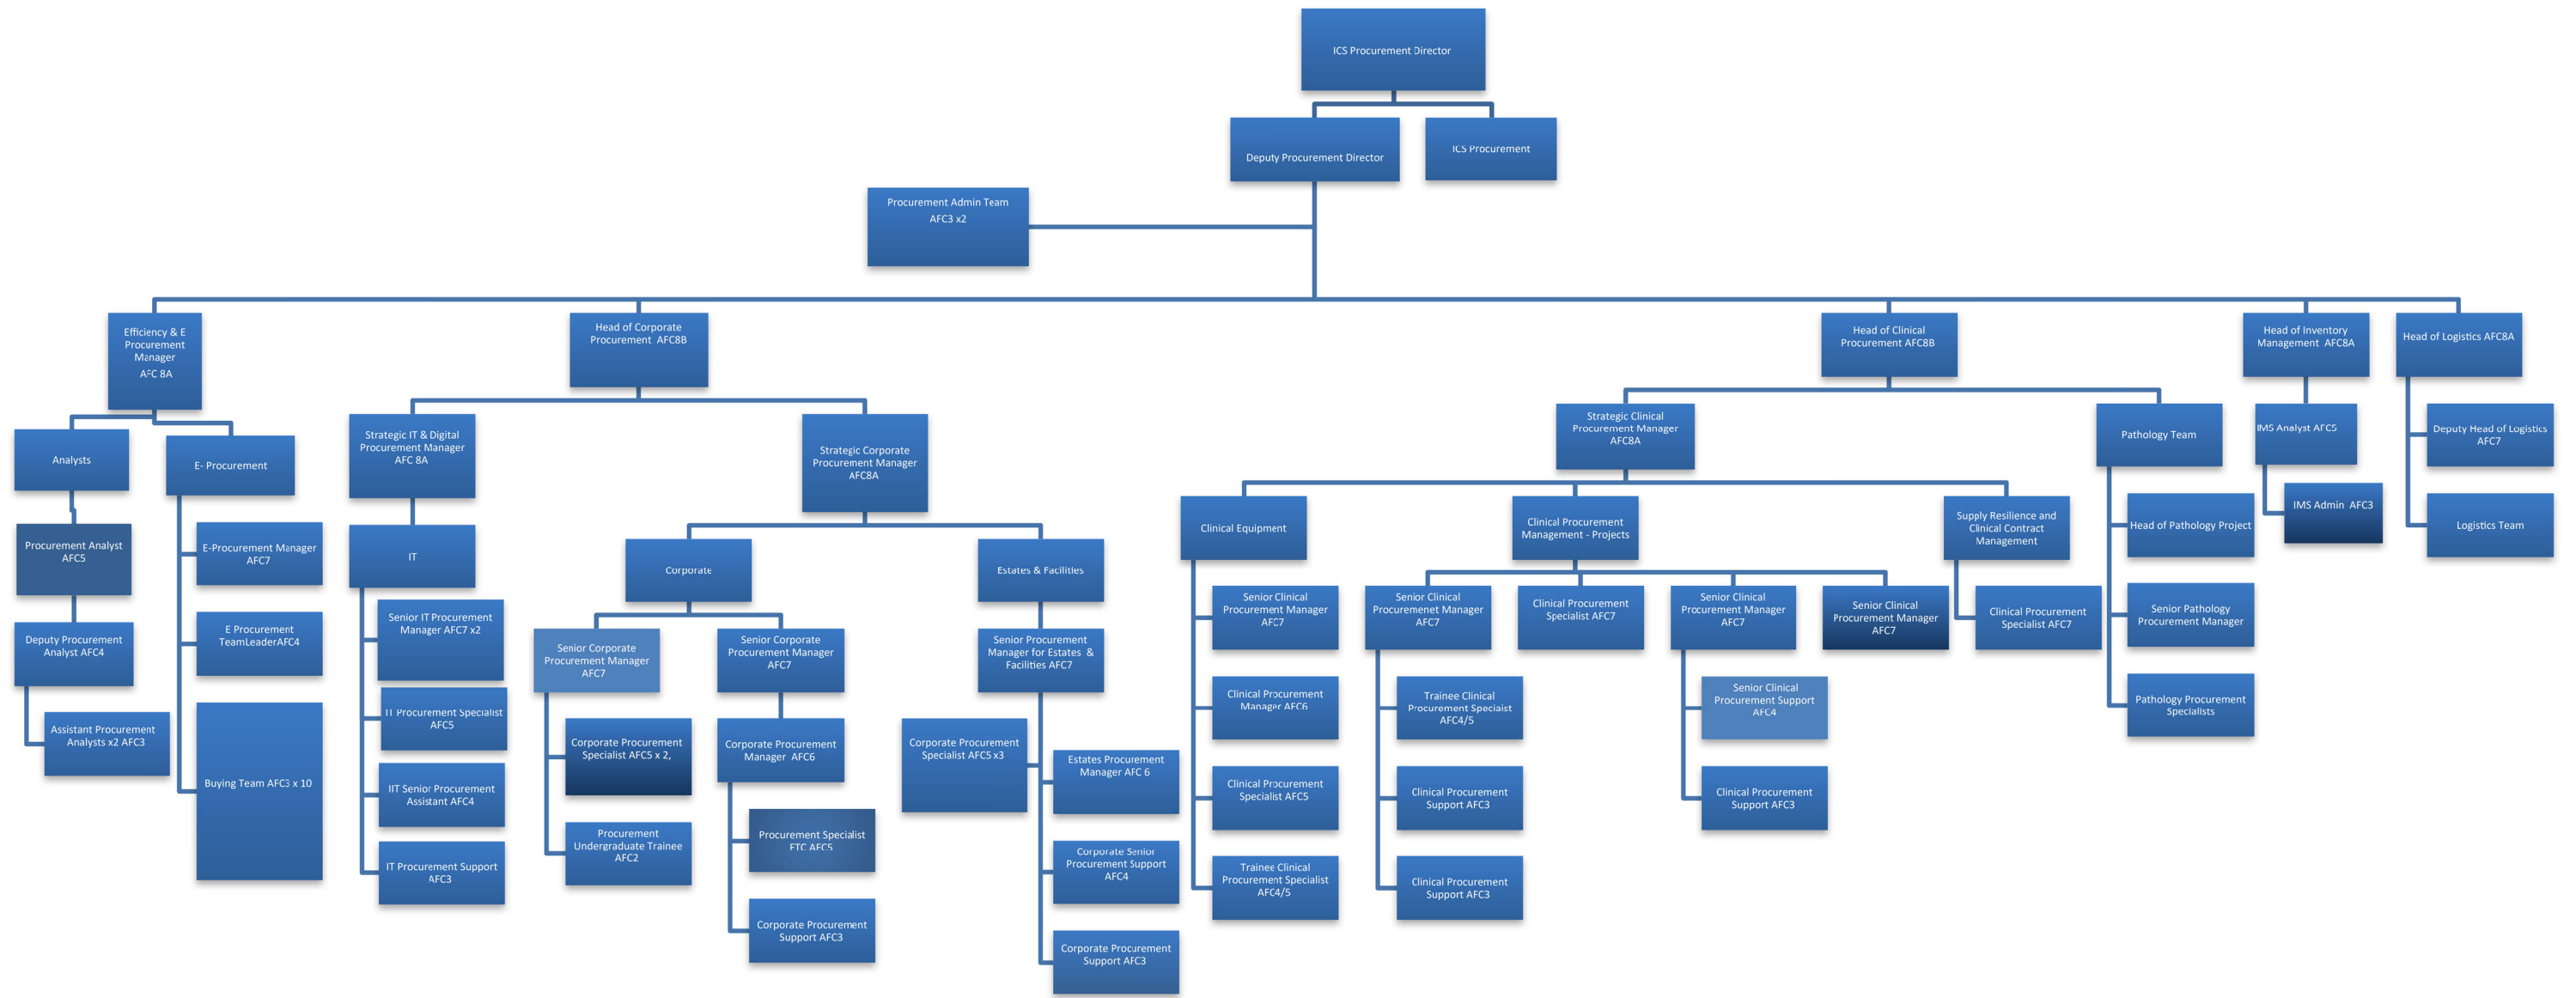 ICS Procurement Director
Deputy Procurement Director
ICS Procurement
Procurement Admin Team
AFC3 x2
Efficiency & E
Procurement
Manager
AFC 8A
Head of Corporate
Procurement  AFC8B
Head of Clinical
Procurement AFC8B
Head of Inventory
Management  AFC8A
Head of Logistics AFC8A
Analysts
E- Procurement
Procurement Analyst
AFC5
Deputy Procurement
Analyst AFC4
Assistant Procurement
Analysts x2 AFC3
E-Procurement Manager
AFC7
E Procurement
TeamLeaderAFC4
Buying Team AFC3 x 10
Strategic IT & Digital
Procurement Manager
AFC 8A
IT
Senior IT Procurement
Manager AFC7 x2
IT Procurement Specialist
AFC5
IIT Senior Procurement
Assistant AFC4
IT Procurement Support
AFC3
Strategic Corporate
Procurement Manager
AFC8A
Corporate
Estates & Facilities
Senior Corporate
Procurement Manager
AFC7
Corporate Procurement
Specialist AFC5 x 2,
Procurement
Undergraduate Trainee
AFC2
Senior Corporate
Procurement Manager
AFC7
Corporate Procurement
Manager  AFC6
Procurement Specialist
FTC AFC5
Corporate Procurement
Support AFC3
Senior Procurement
Manager for Estates  &
Facilities AFC7
Corporate Procurement
Specialist AFC5 x3
Estates Procurement
Manager AFC 6
Corporate Senior
Procurement Support
AFC4
Corporate Procurement
Support AFC3
Strategic Clinical
Procurement Manager
AFC8A
Clinical Equipment
Senior Clinical
Procurement Manager
AFC7
Clinical Procurement
Manager AFC6
Clinical Procurement
Specialist AFC5
Trainee Clinical
Procurement Specialist
AFC4/5
Clinical Procurement
Management - Projects
Senior Clinical
Procuremenet Manager
AFC7
Trainee Clinical
Procurement Speciaist
AFC4/5
Clinical Procurement
Support AFC3
Clinical Procurement
Support AFC3
Clinical Procurement
Specialist AFC7
Senior Clinical
Procurement Manager
AFC7
Senior Clinical
Procurement Support
AFC4
Clinical Procurement
Support AFC3
Senior Clinical
Procurement Manager
AFC7
Supply Resilience and
Clinical Contract
Management
Clinical Procurement
Specialist AFC7
Pathology Team
Head of Pathology Project
Senior Pathology
Procurement Manager
Pathology Procurement
Specialists
IMS Analyst AFC5
IMS Admin  AFC3
Deputy Head of Logistics
AFC7
Logistics Team